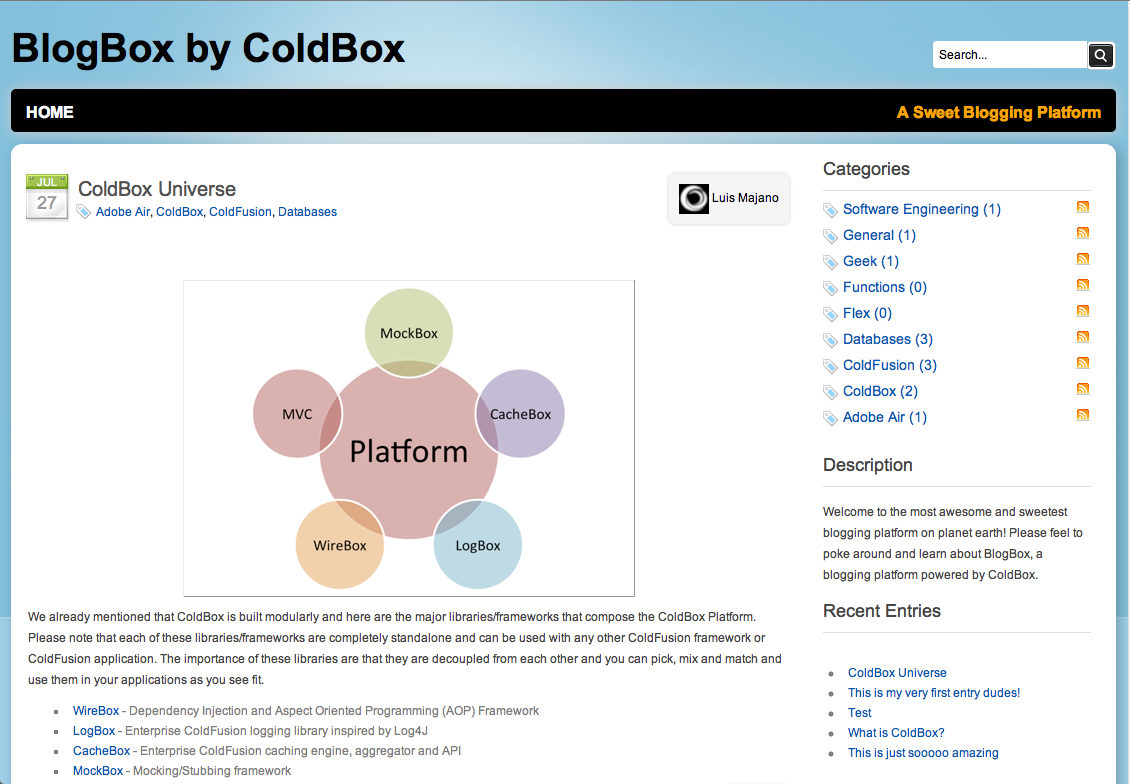 BlogBox by ColdBox
Search...
HOME
A Sweet Blogging Platform
JUL
27
ColdBox Universe
Adobe Air, ColdBox, ColdFusion, Databases
Luis Majano
MockBox
MVC
CacheBox
Platform
WireBox
LogBox
We already mentioned that ColdBox is built modularly and here are the major libraries/frameworks that compose the ColdBox Platform.
Please note that each of these libraries/frameworks are completely standalone and can be used with any other ColdFusion framework or
ColdFusion application. The importance of these libraries are that they are decoupled from each other and you can pick, mix and match and
use them in your applications as you see fit.
WireBox - Dependency Injection and Aspect Oriented Programming (AOP) Framework
LogBox - Enterprise ColdFusion logging library inspired by Log4J
CacheBox - Enterprise ColdFusion caching engine, aggregator and API
MockBox - Mocking/Stubbing framework
Categories
Software Engineering (1)
General (1)
Geek (1)
Functions (0)
Flex (0)
Databases (3)
ColdFusion (3)
ColdBox (2)
Adobe Air (1)
Description
Welcome to the most awesome and sweetest
blogging platform on planet earth! Please feel to
poke around and learn about BlogBox, a
blogging platform powered by ColdBox.
Recent Entries
ColdBox Universe
This is my very first entry dudes!
Test
What is ColdBox?
This is just sooooo amazing